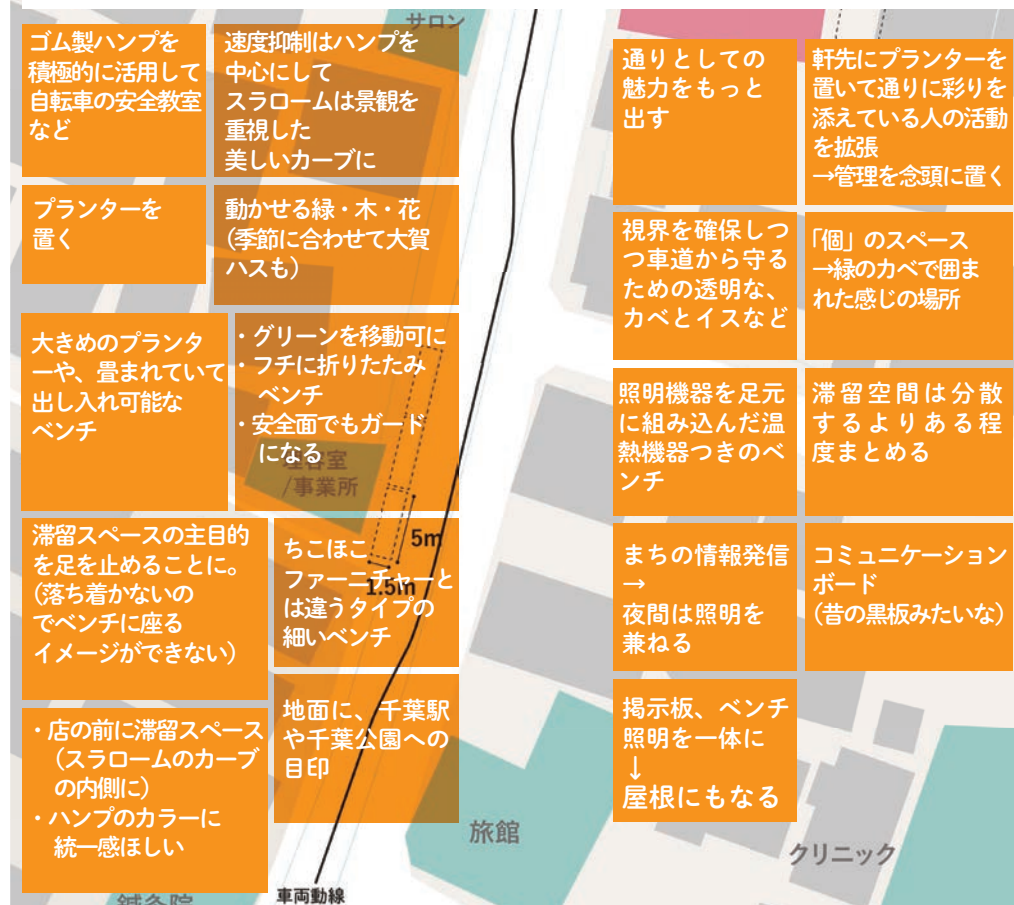 サロン
ゴム製ハンプを
積極的に活用して
自転車の安全教室
など
速度抑制はハンプを
中心にして
スラロームは景観を
重視した
美しいカーブに
プランターを
置く
動かせる緑・木・花
(季節に合わせて大賀
ハスも)
大きめのプランタ
ーや、畳まれていて
出し入れ可能な
ベンチ
・グリーンを移動可に
・フチに折りたたみ
ベンチ
・安全面でもガード
になる
理容室
/事業所
滞留スペースの主目的
を足を止めることに。
(落ち着かないの
でベンチに座る
イメージができない)
ちこほこ
ファーニチャーと
は違うタイプの
細いベンチ
5m
1.5m
・店の前に滞留スペース
(スラロームのカーブ
の内側に)
・ハンプのカラーに
統一感ほしい
地面に、千葉駅
や千葉公園への
目印
通りとしての
魅力をもっと
出す
軒先にプランターを
置いて通りに彩りを
添えている人の活動
を拡張
→管理を念頭に置く
視界を確保しつ
つ車道から守る
ための透明な、
カベとイスなど
「個」のスペース
→緑のカベで囲ま
れた感じの場所
照明機器を足元
に組み込んだ温
熱機器つきのベ
ンチ
滞留空間は分散
するよりある程
度まとめる
まちの情報発信
→
夜間は照明を
兼ねる
コミュニケーション
ボード
(昔の黒板みたいな)
掲示板、ベンチ
照明を一体に
↓
屋根にもなる
旅館
クリニック
鍼灸院
車両動線